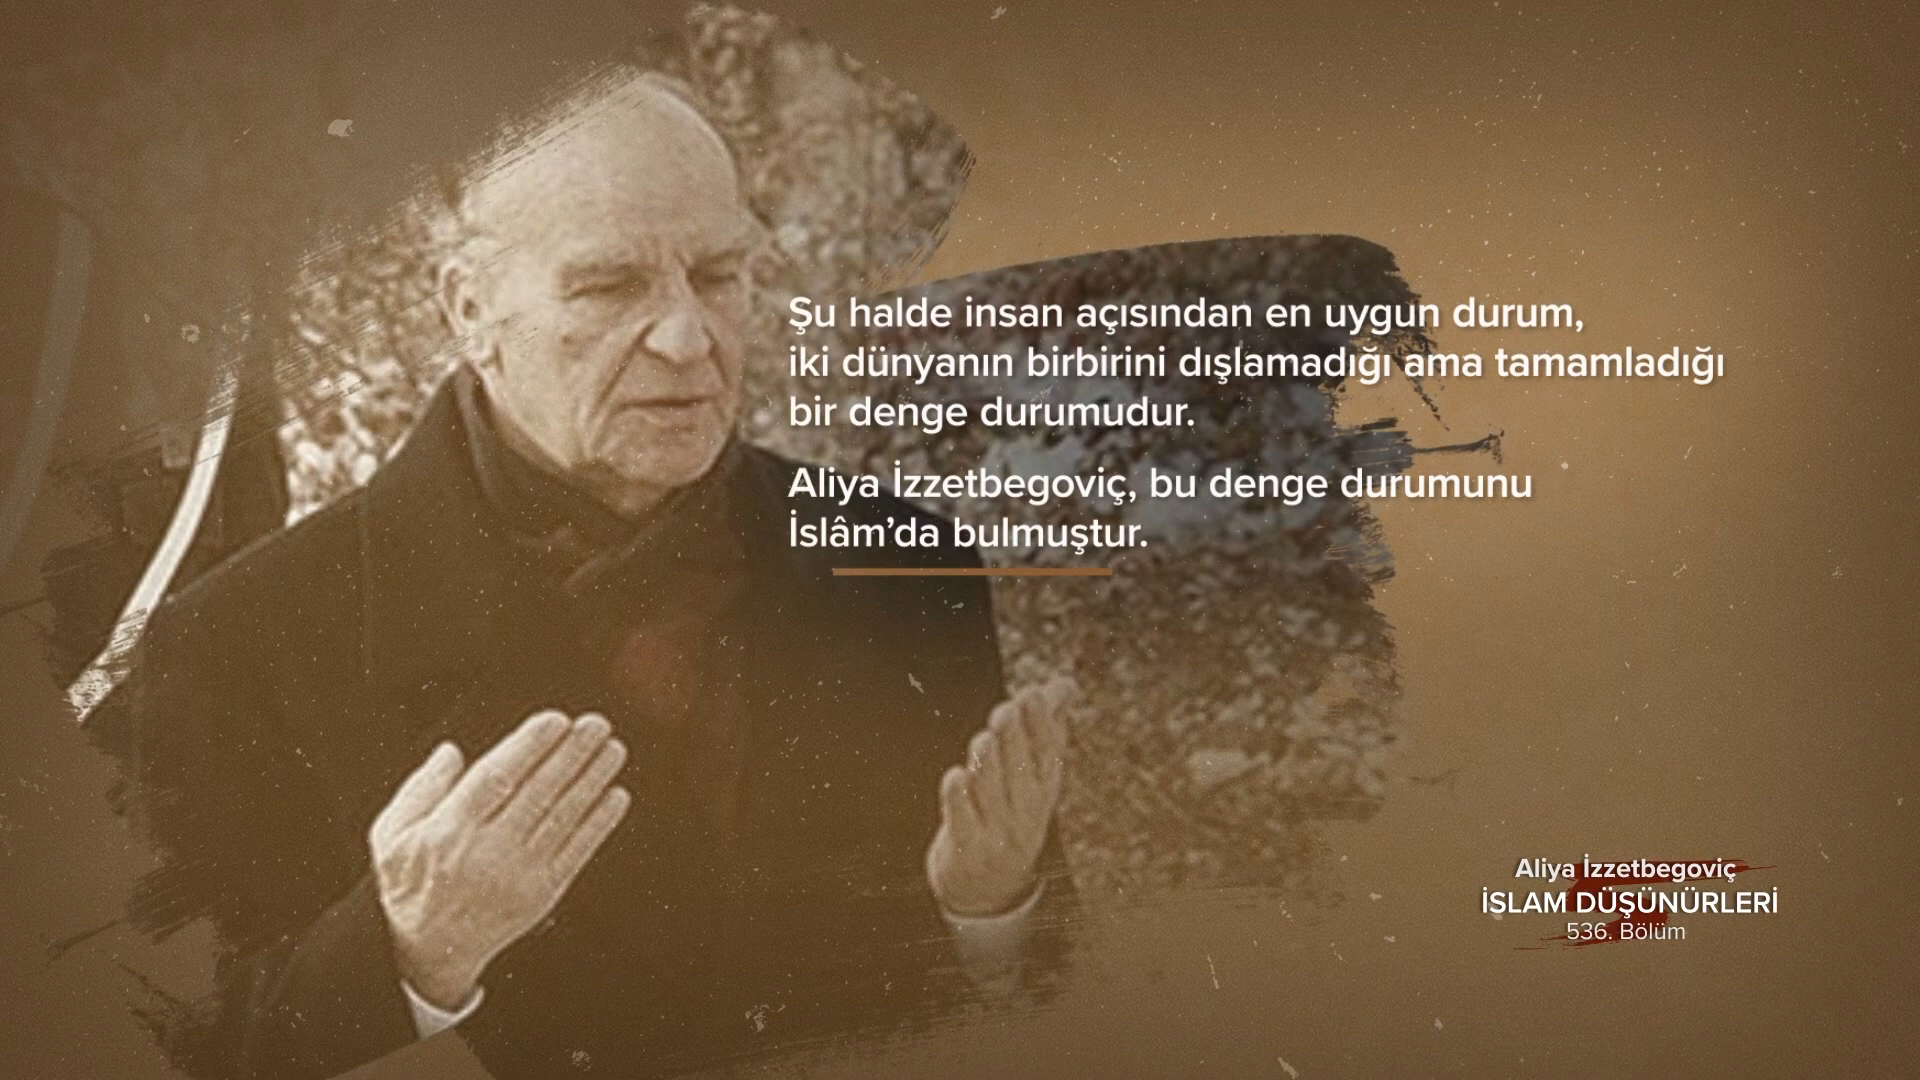 Şu halde insan açısından en uygun durum,
iki dünyanın birbirini dışlamadığı ama tamamladığı
bir denge durumudur.
Aliya İzzetbegoviç, bu denge durumunu
İslâm’da bulmuştur.
Aliya İzzetbegoviç
İSLAM DÜŞÜNÜRLERİ
536. Bölüm